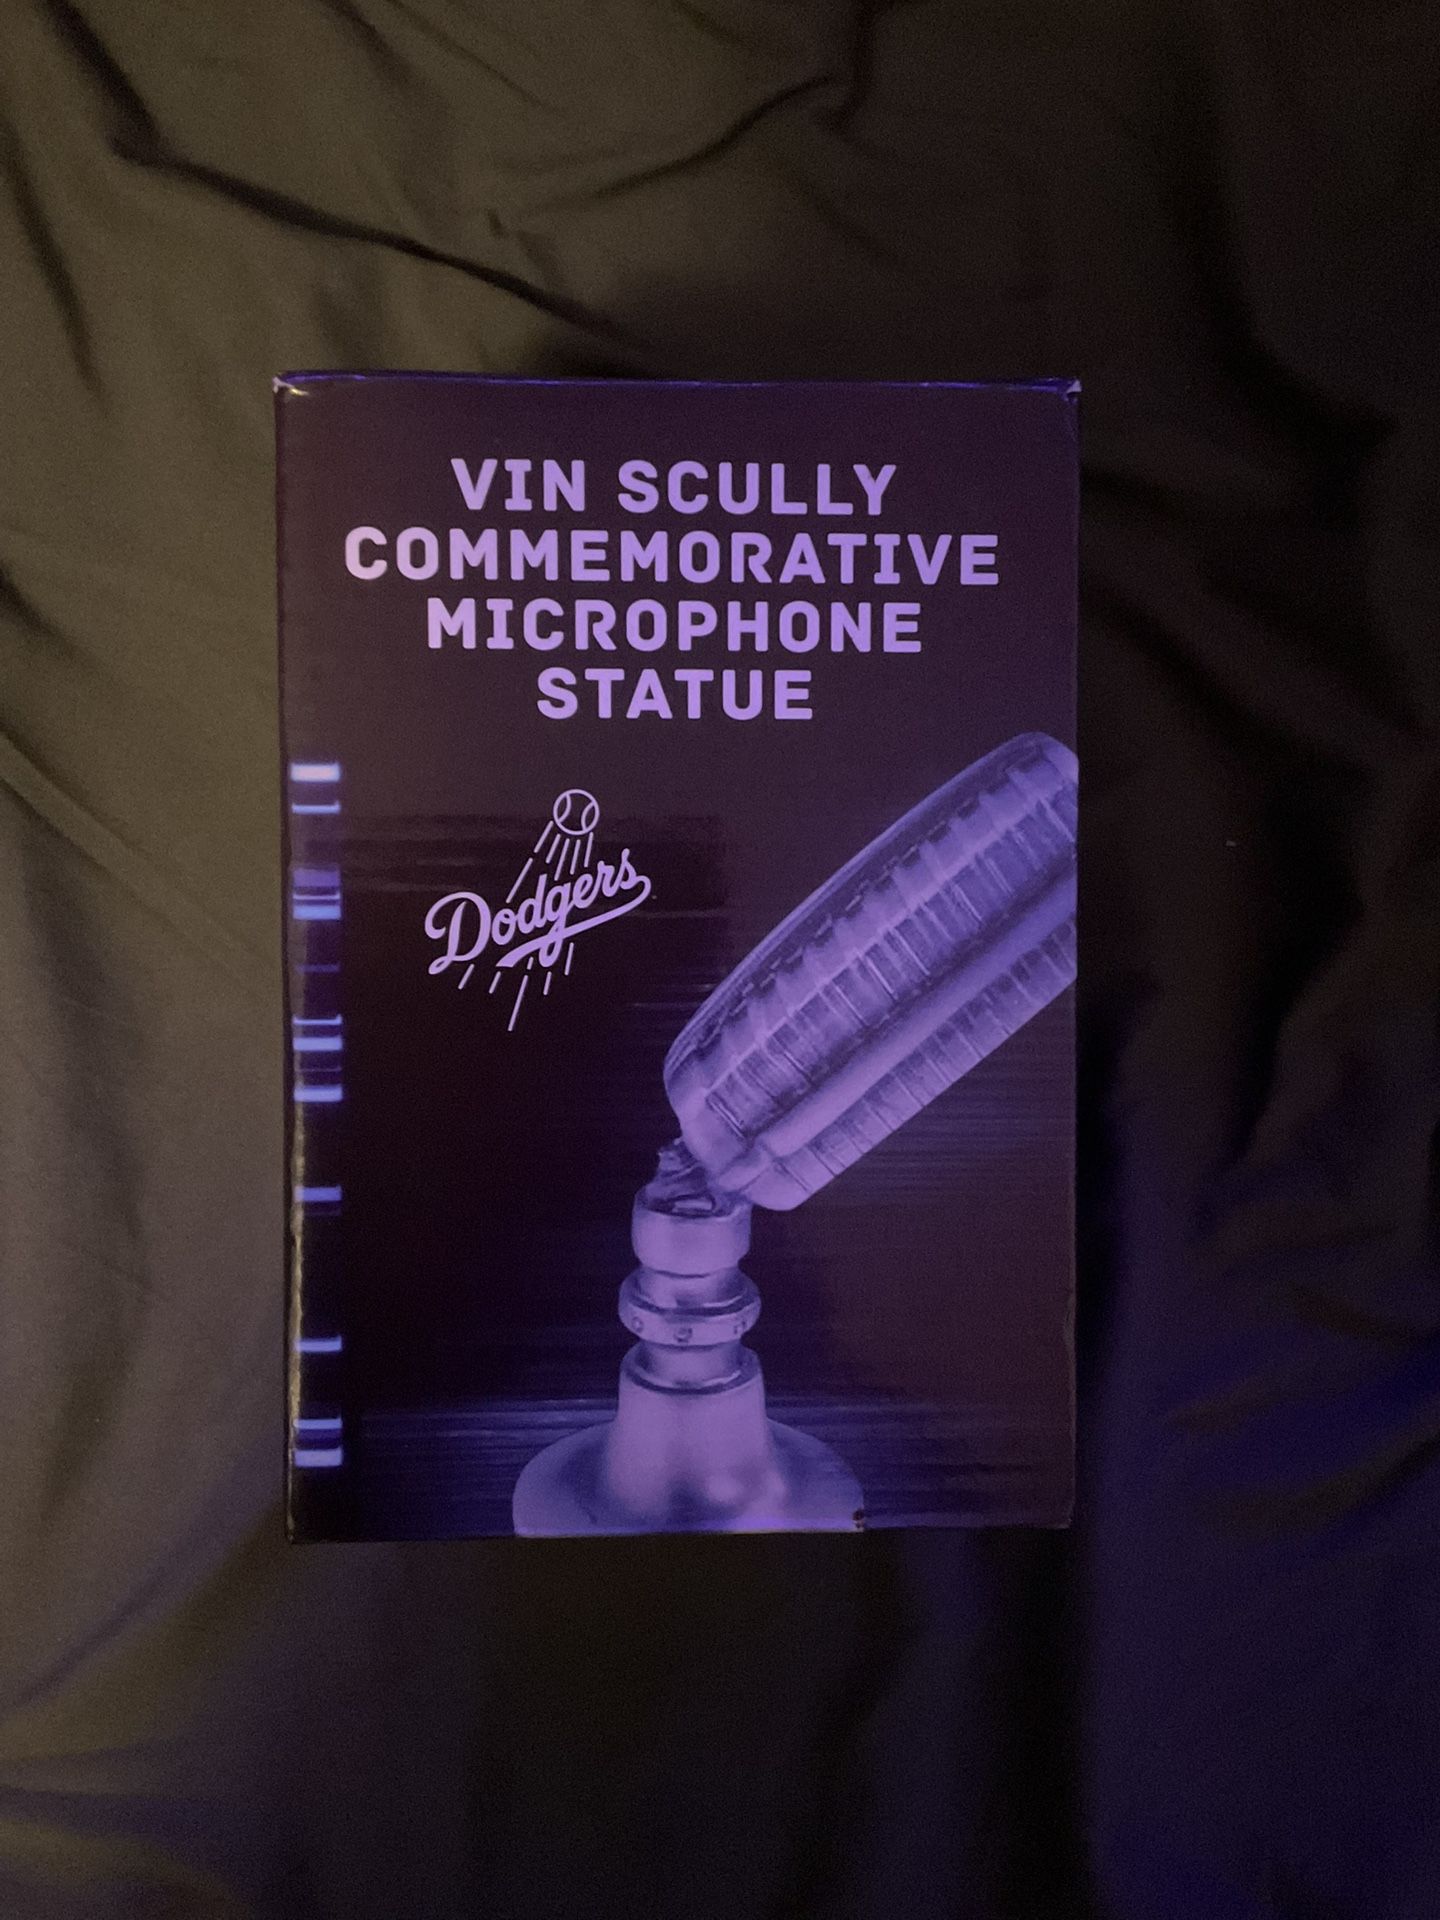 VIN SCULLY
COMMEMORATIVE
MICROPHONE
STATUE
Dodgers